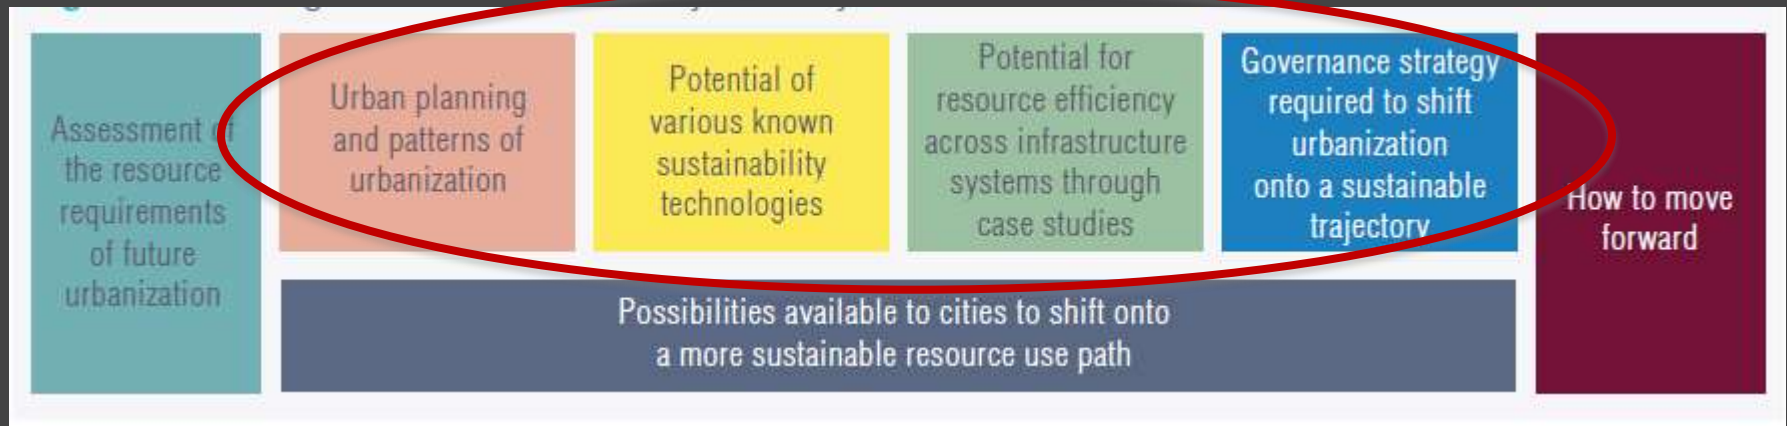 Assessment of
the resource
requirements
of future
urbanization
Urban planning
and patterns of
urbanization
Potential of
various known
sustainability
technologies
Potential for
resource efficiency
across infrastructure
systems through
case studies
Governance strategy
required to shift
urbanization
onto a sustainable
trajectory
How to move
forward
Possibilities available to cities to shift onto
a more sustainable resource use path